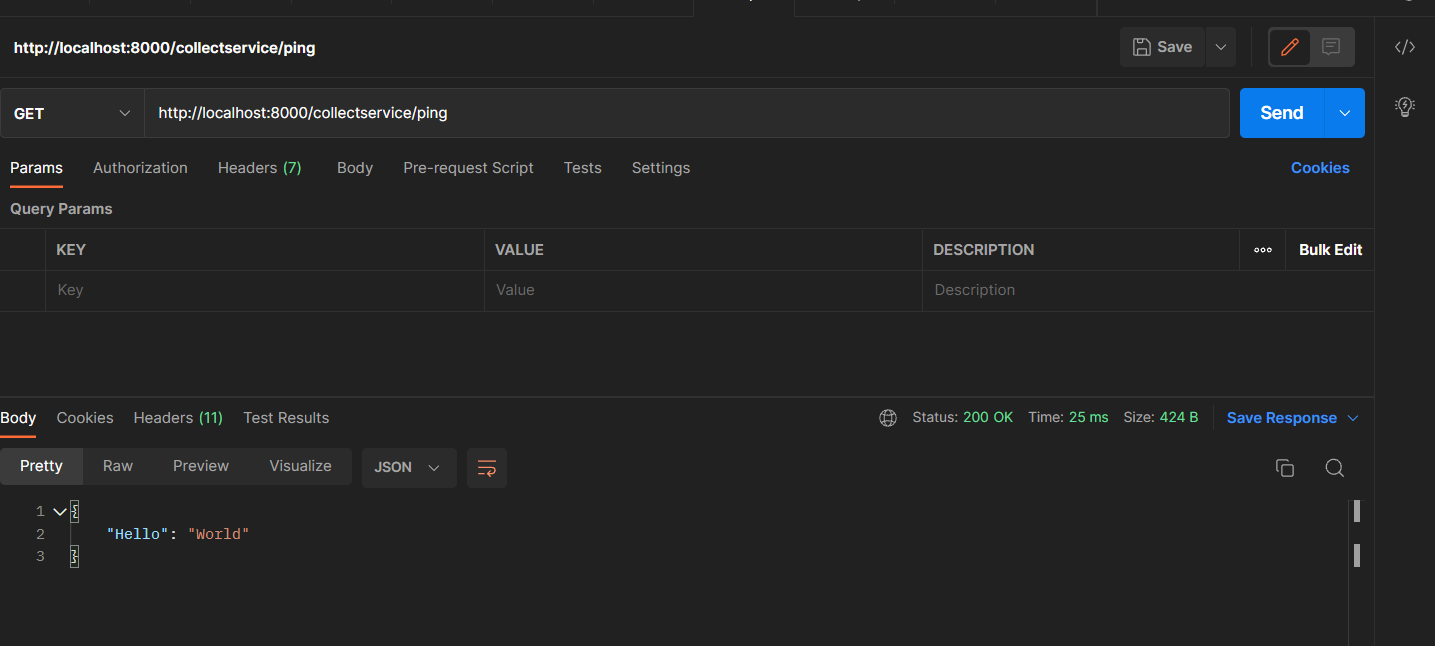 http://localhost:8000/collectservice/ping
Save
GET
http://localhost:8000/collectservice/ping
Send
Params Authorization Headers (7) Body Pre-request Script Tests Settings Cookies
Query Params
KEY VALUE DESCRIPTION Bulk Edit
Key Value Description
Body Cookies Headers (11) Test Results Status: 200 OK Time: 25 ms Size: 424 B Save Response
Pretty Raw Preview Visualize JSON
1 {
2 "Hello": "World"
3 }